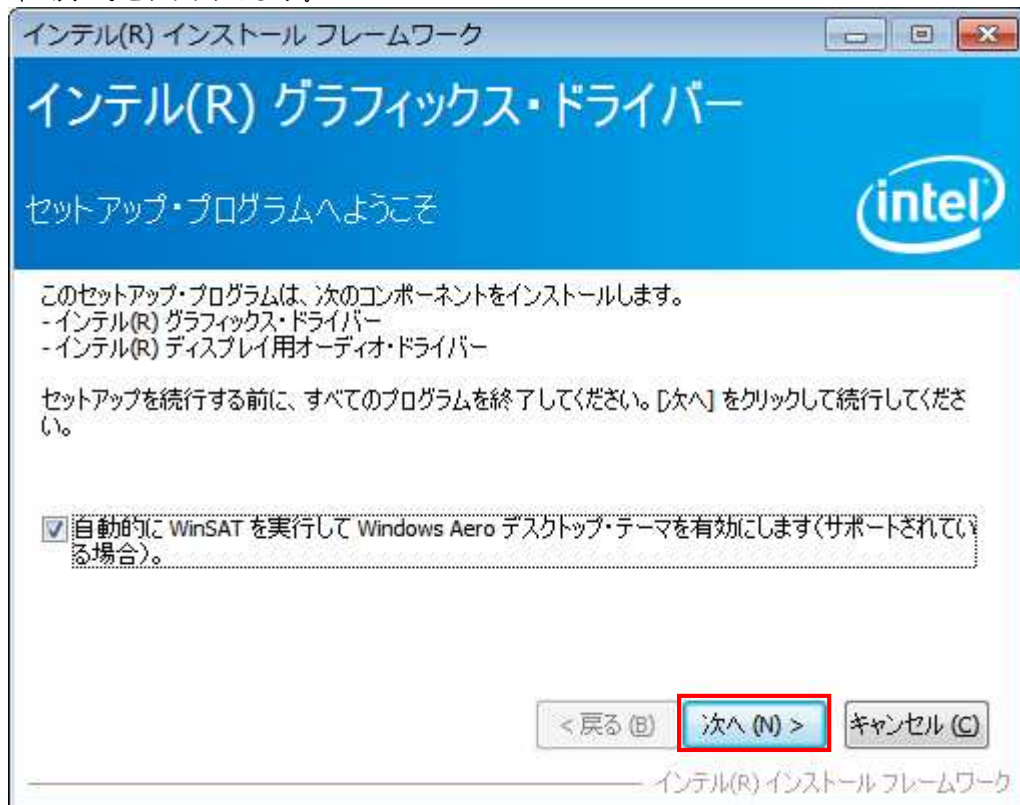 インテル(R) インストール フレームワーク
インテル(R) グラフィックス・ドライバー
セットアップ・プログラムへようこそ
intel
このセットアップ・プログラムは、次のコンポーネントをインストールします。
- インテル(R) グラフィックス・ドライバー
- インテル(R) ディスプレイ用オーディオ・ドライバー
セットアップを続行する前に、すべてのプログラムを終了してください。[次へ] をクリックして続行してくださ
い。
自動的に WinSAT を実行して Windows Aero デスクトップ・テーマを有効にします(サポートされてい
る場合)。
< 戻る (B)
次へ (N) >
キャンセル (C)
インテル(R) インストール フレームワーク